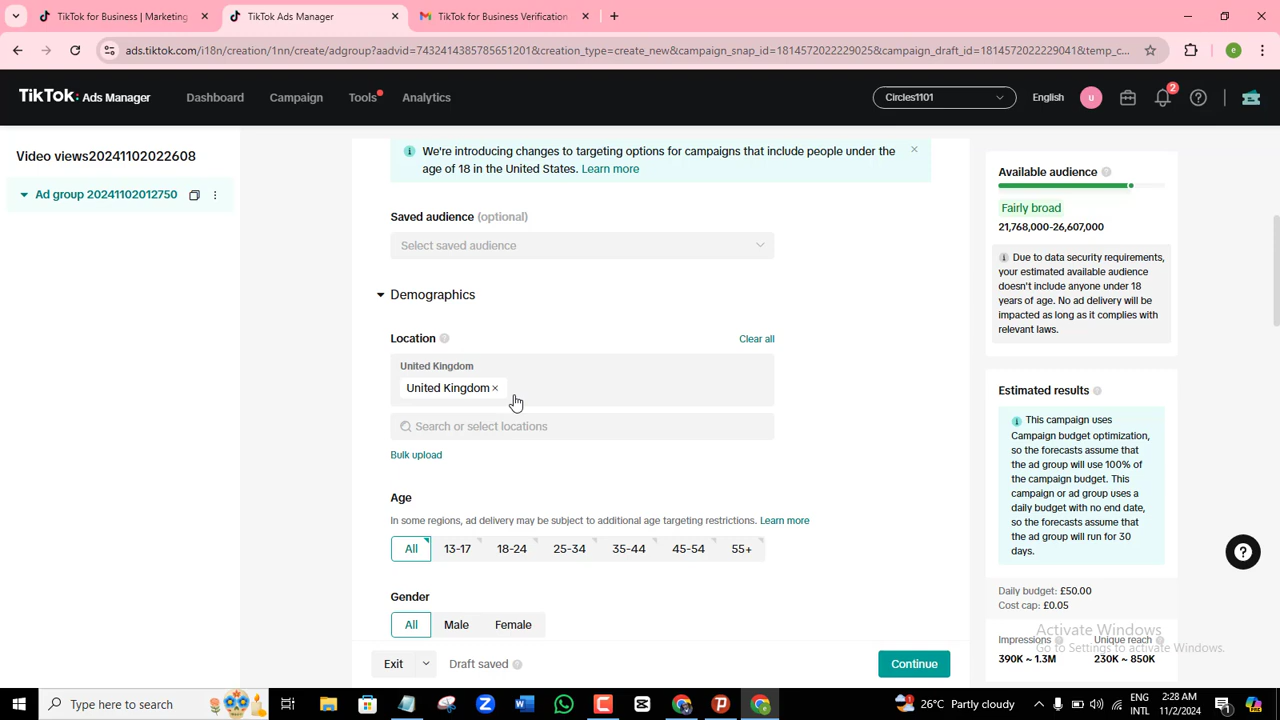 TikTok for Business | Marketing
TikTok Ads Manager
TikTok for Business Verification
ads.tiktok.com/i18n/creation/1nn/create/adgroup?aadvid=7432414385785651201&creation_type=create_new&campaign_snap_id=1814572022229025&campaign_draft_id=1814572022229041&temp_c...
TikTok: Ads Manager
Dashboard
Campaign
Tools
Analytics
Circles1101
English
u
2
Video views20241102022608
Ad group 20241102012750
We're introducing changes to targeting options for campaigns that include people under the
age of 18 in the United States. Learn more
Saved audience (optional)
Select saved audience
Demographics
Location
Clear all
United Kingdom
United Kingdom ×
Search or select locations
Bulk upload
Age
In some regions, ad delivery may be subject to additional age targeting restrictions. Learn more
All 13-17 18-24 25-34 35-44 45-54 55+
Gender
All Male Female
Exit
Draft saved
Continue
Available audience
Fairly broad
21,768,000-26,607,000
Due to data security requirements,
your estimated available audience
doesn't include anyone under 18
years of age. No ad delivery will be
impacted as long as it complies with
relevant laws.
Estimated results
This campaign uses
Campaign budget optimization,
so the forecasts assume that
the ad group will use 100% of
the campaign budget. This
campaign or ad group uses a
daily budget with no end date,
so the forecasts assume that
the ad group will run for 30
days.
Daily budget: £50.00
Cost cap: £0.05
Impressions Unique reach
390K ~ 1.3M 230K ~ 850K
Activate Windows
Go to Settings to activate Windows.
Type here to search
26°C Partly cloudy
ENG
INTL
2:28 AM
11/2/2024